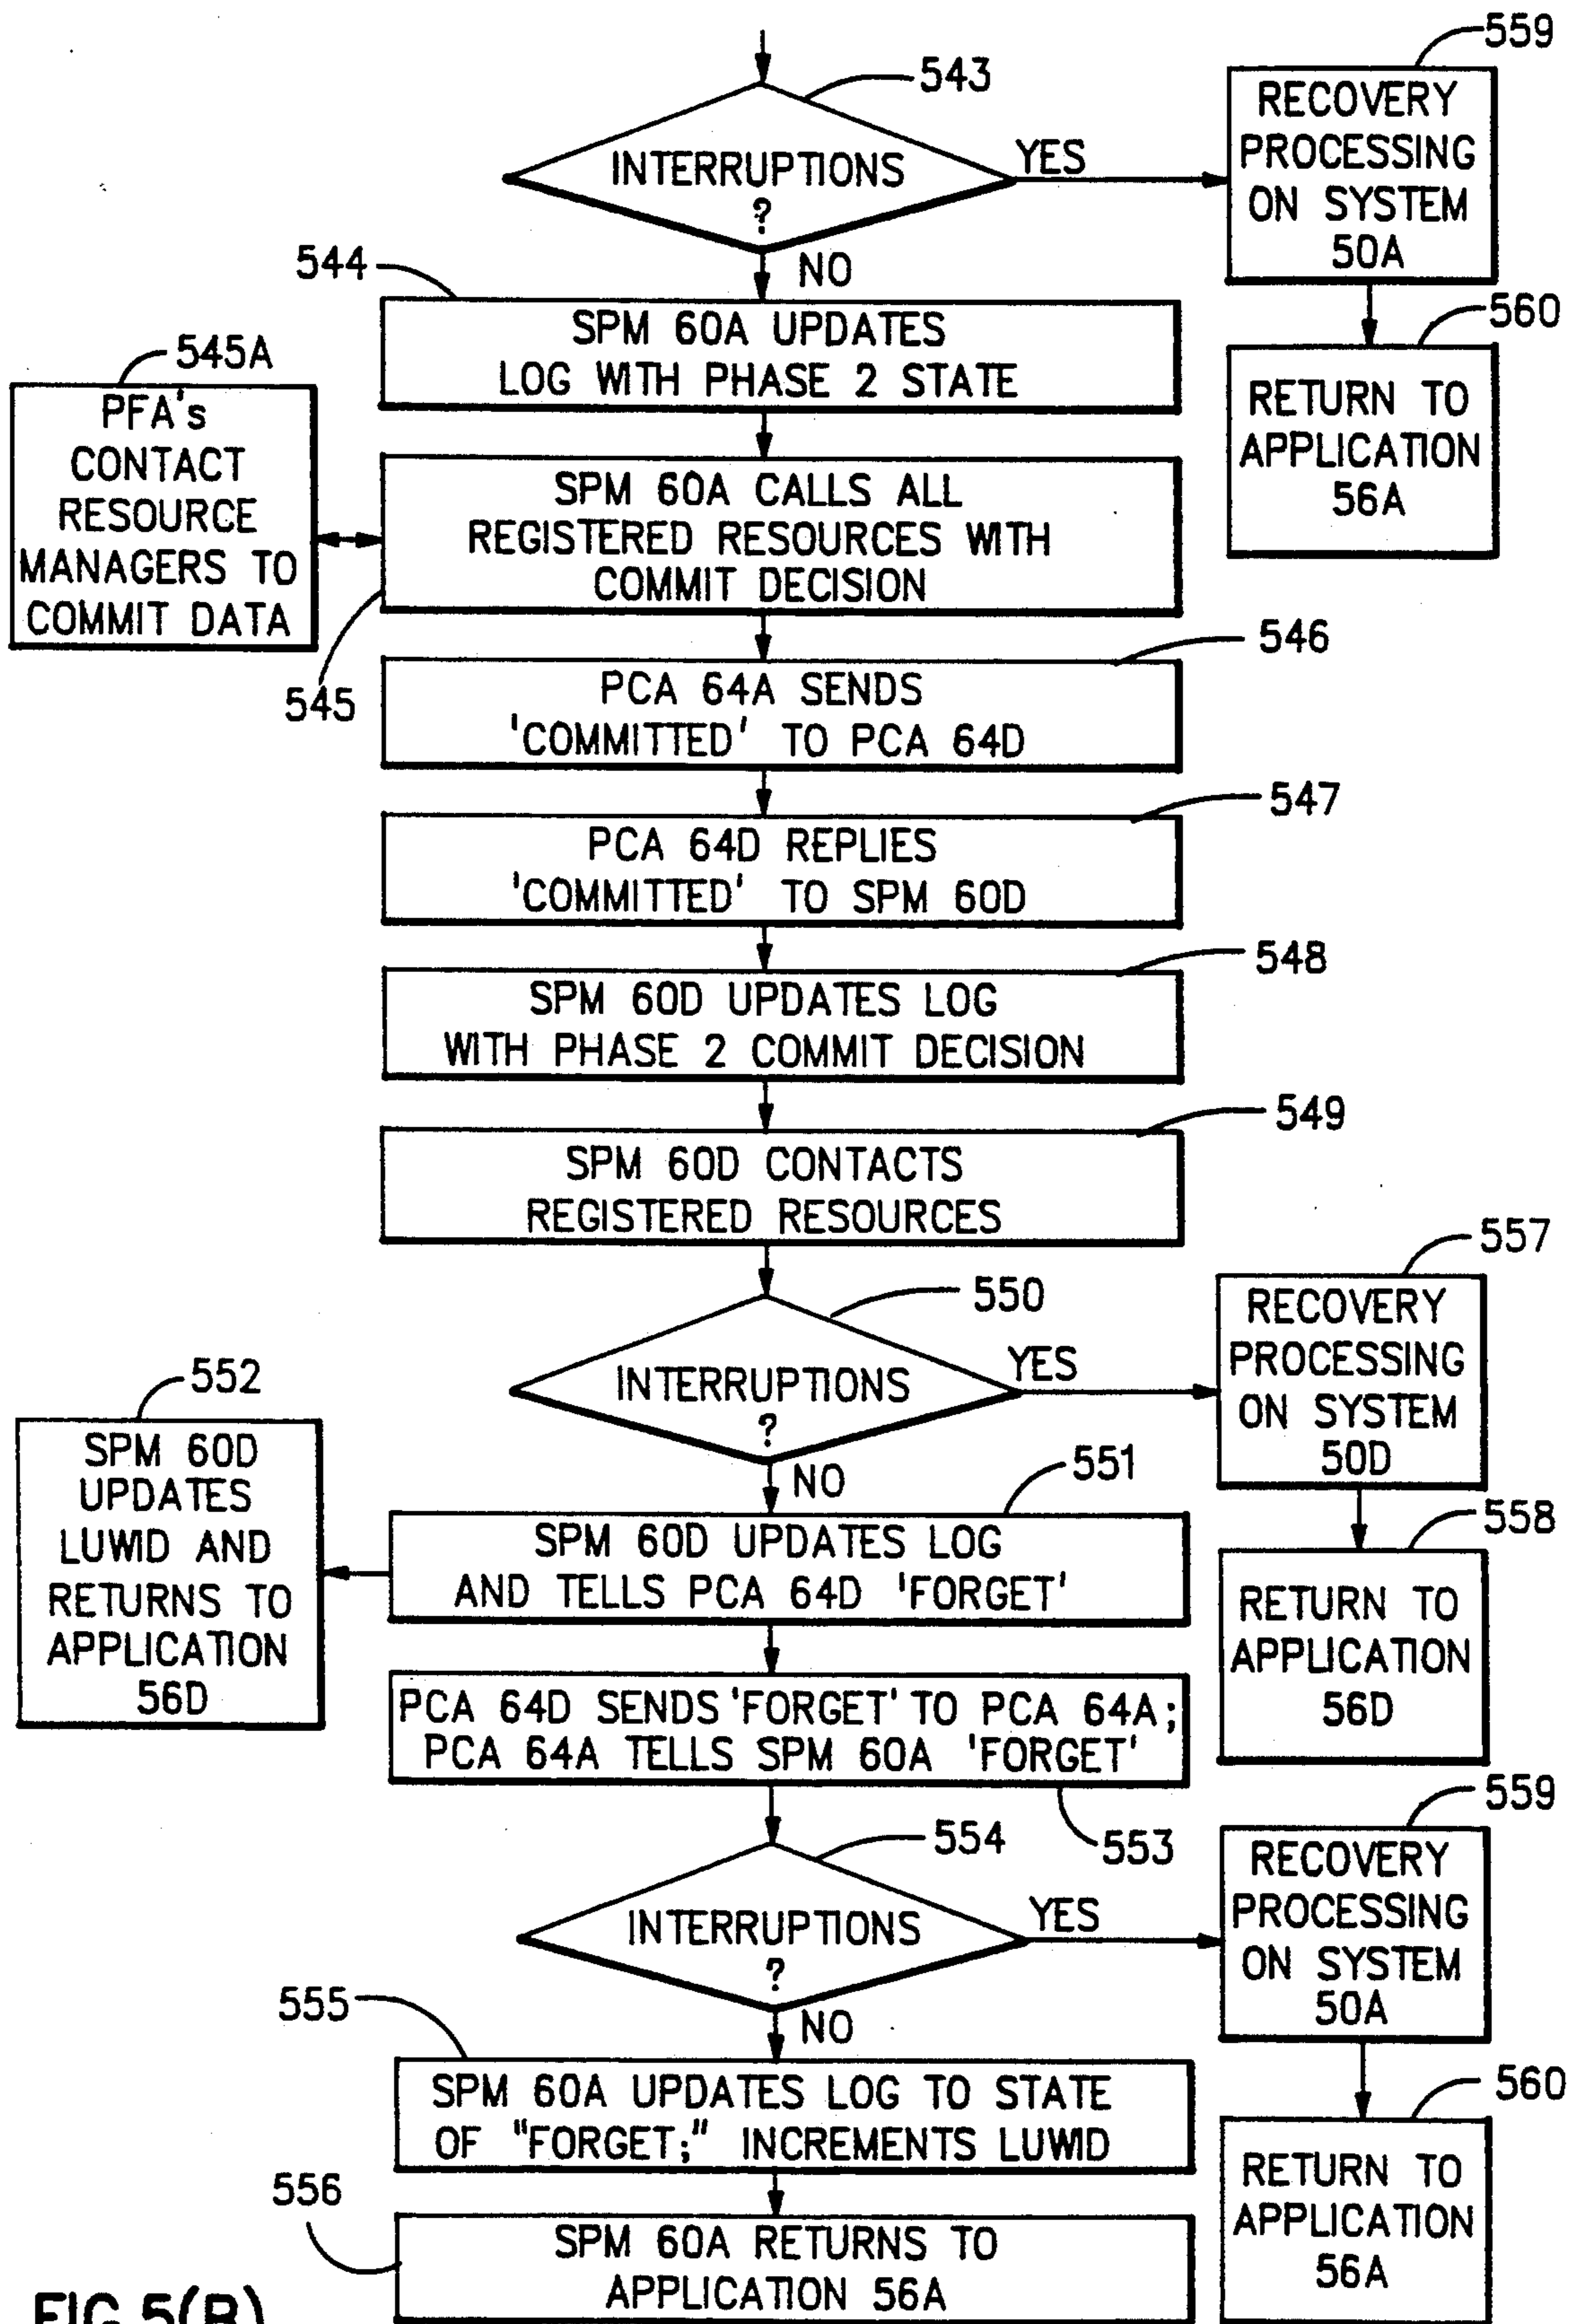 559
543
RECOVERY
PROCESSING
ON SYSTEM
50A
INTERRUPTIONS
?
YES
NO
544
SPM 60A UPDATES
LOG WITH PHASE 2 STATE
560
RETURN TO
APPLICATION
56A
545A
PFA's
CONTACT
RESOURCE
MANAGERS TO
COMMIT DATA
SPM 60A CALLS ALL
REGISTERED RESOURCES WITH
COMMIT DECISION
545
546
PCA 64A SENDS
'COMMITTED' TO PCA 64D
547
PCA 64D REPLIES
'COMMITTED' TO SPM 60D
548
SPM 60D UPDATES LOG
WITH PHASE 2 COMMIT DECISION
549
SPM 60D CONTACTS
REGISTERED RESOURCES
557
550
RECOVERY
PROCESSING
ON SYSTEM
50D
INTERRUPTIONS
?
YES
NO
552
SPM 60D
UPDATES
LUWID AND
RETURNS TO
APPLICATION
56D
551
SPM 60D UPDATES LOG
AND TELLS PCA 64D 'FORGET'
558
RETURN TO
APPLICATION
56D
PCA 64D SENDS 'FORGET' TO PCA 64A;
PCA 64A TELLS SPM 60A 'FORGET'
553
559
554
RECOVERY
PROCESSING
ON SYSTEM
50A
INTERRUPTIONS
?
YES
NO
555
SPM 60A UPDATES LOG TO STATE
OF "FORGET;" INCREMENTS LUWID
560
RETURN TO
APPLICATION
56A
556
SPM 60A RETURNS TO
APPLICATION 56A
FIG.5(B)